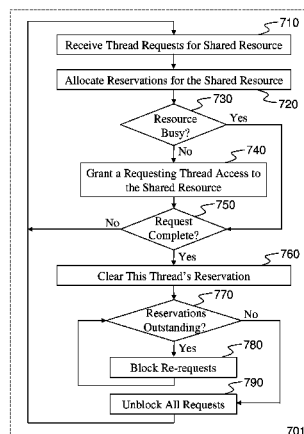 710
Receive Thread Requests for Shared Resource
Allocate Reservations for the Shared Resource
720
730
Resource
Busy?
Yes
No
740
Grant a Requesting Thread Access to
the Shared Resource
750
Request
Complete?
No
Yes
760
Clear This Thread's Reservation
770
Reservations
Outstanding?
No
Yes
780
Block Re-requests
790
Unblock All Requests
701